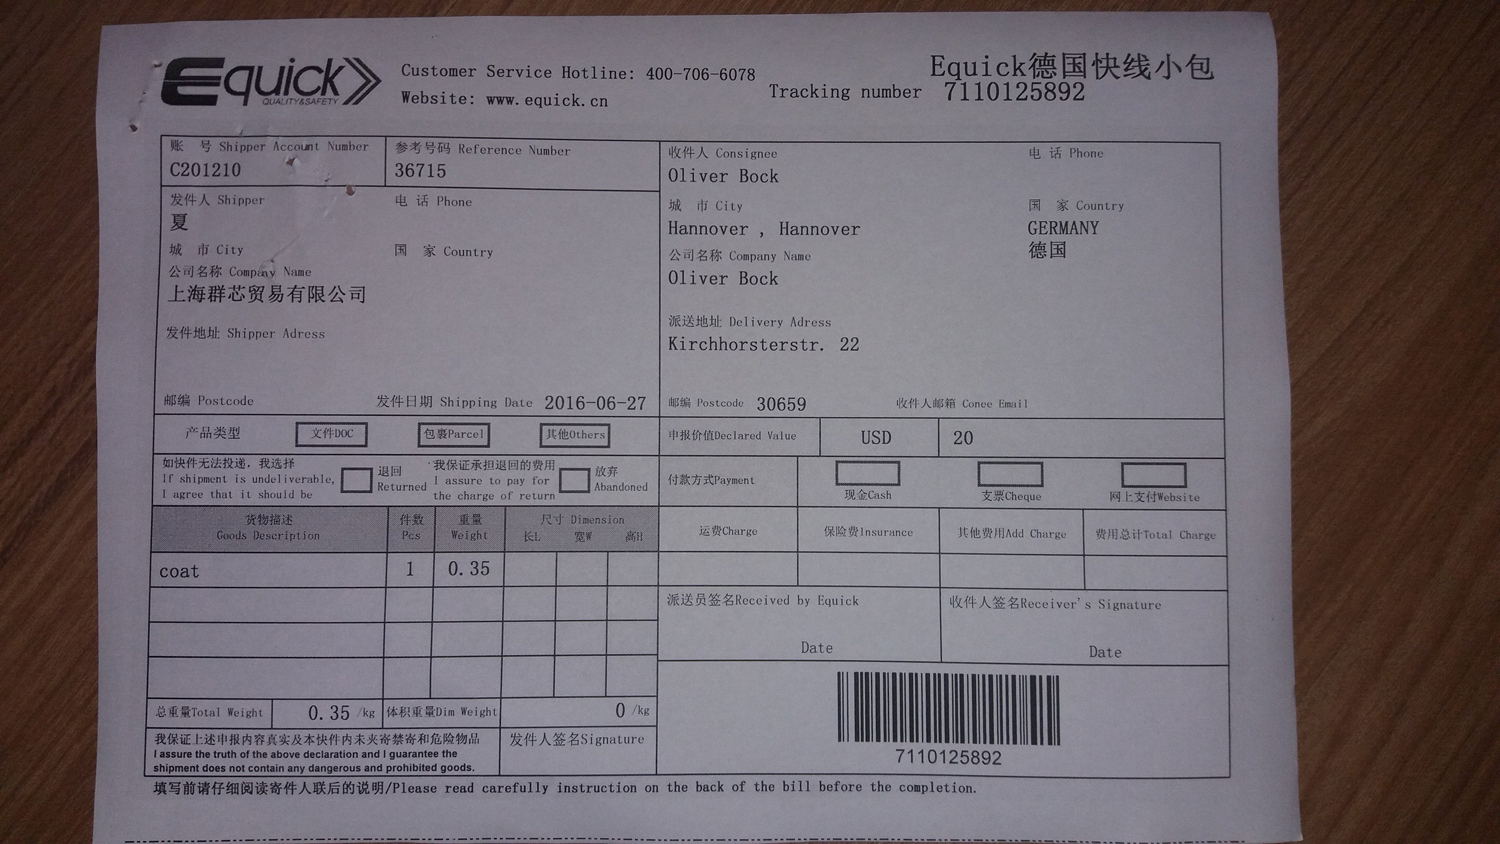 Equick
QUALITY&SAFETY
Customer Service Hotline: 400-706-6078
Website: www.equick.cn
Equick德国快线小包
Tracking number 7110125892
账 号 Shipper Account Number
C201210
参考号码 Reference Number
36715
发件人 Shipper
夏
电 话 Phone
城 市 City
国 家 Country
公司名称 Company Name
上海群芯贸易有限公司
发件地址 Shipper Adress
邮编 Postcode
发件日期 Shipping Date 2016-06-27
收件人 Consignee
Oliver Bock
电 话 Phone
城 市 City
Hannover , Hannover
国 家 Country
GERMANY
德国
公司名称 Company Name
Oliver Bock
派送地址 Delivery Adress
Kirchhorsterstr. 22
邮编 Postcode 30659
收件人邮箱 Conee Email
产品类型
文件DOC
包裹Parcel
其他Others
申报价值Declared Value
USD
20
如快件无法投递，我选择
If shipment is undeliverable,
I agree that it should be
退回
Returned
我保证承担退回的费用
I assure to pay for
the charge of return
放弃
Abandoned
付款方式Payment
现金Cash
支票Cheque
网上支付Website
货物描述
Goods Description
件数
Pcs
重量
Weight
尺寸 Dimension
长L 宽W 高H
运费Charge
保险费Insurance
其他费用Add Charge
费用总计Total Charge
coat 1 0.35
派送员签名Received by Equick
Date
收件人签名Receiver's Signature
Date
总重量Total Weight 0.35 /kg
体积重量Dim Weight 0 /kg
我保证上述申报内容真实及本快件内未夹寄禁寄和危险物品
I assure the truth of the above declaration and I guarantee the
shipment does not contain any dangerous and prohibited goods.
发件人签名Signature
7110125892
填写前请仔细阅读寄件人联后的说明/Please read carefully instruction on the back of the bill before the completion.